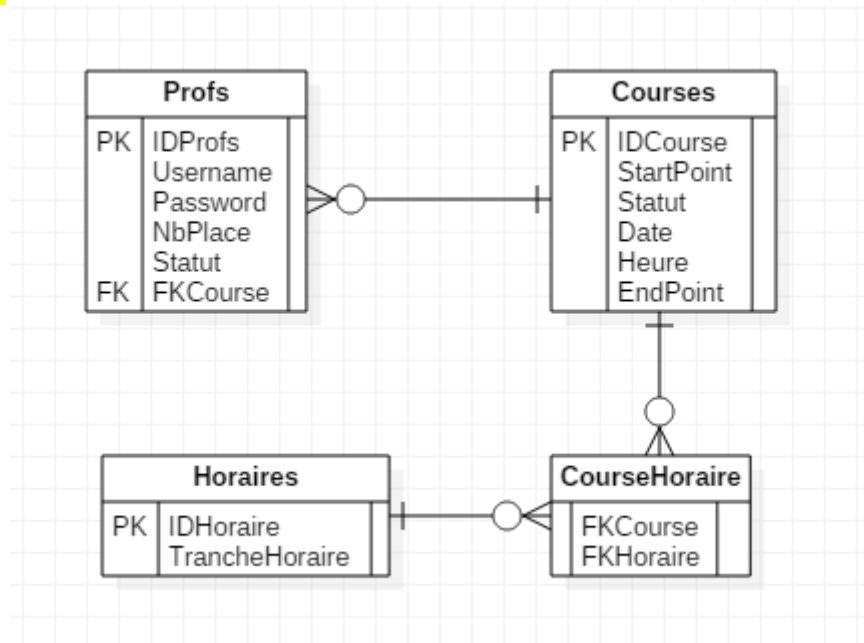 Profs
PK IDProfs
Username
Password
NbPlace
Statut
FK FKCourse
Courses
PK IDCourse
StartPoint
Statut
Date
Heure
EndPoint
Horaires
PK IDHoraire
TrancheHoraire
CourseHoraire
FKCourse
FKHoraire